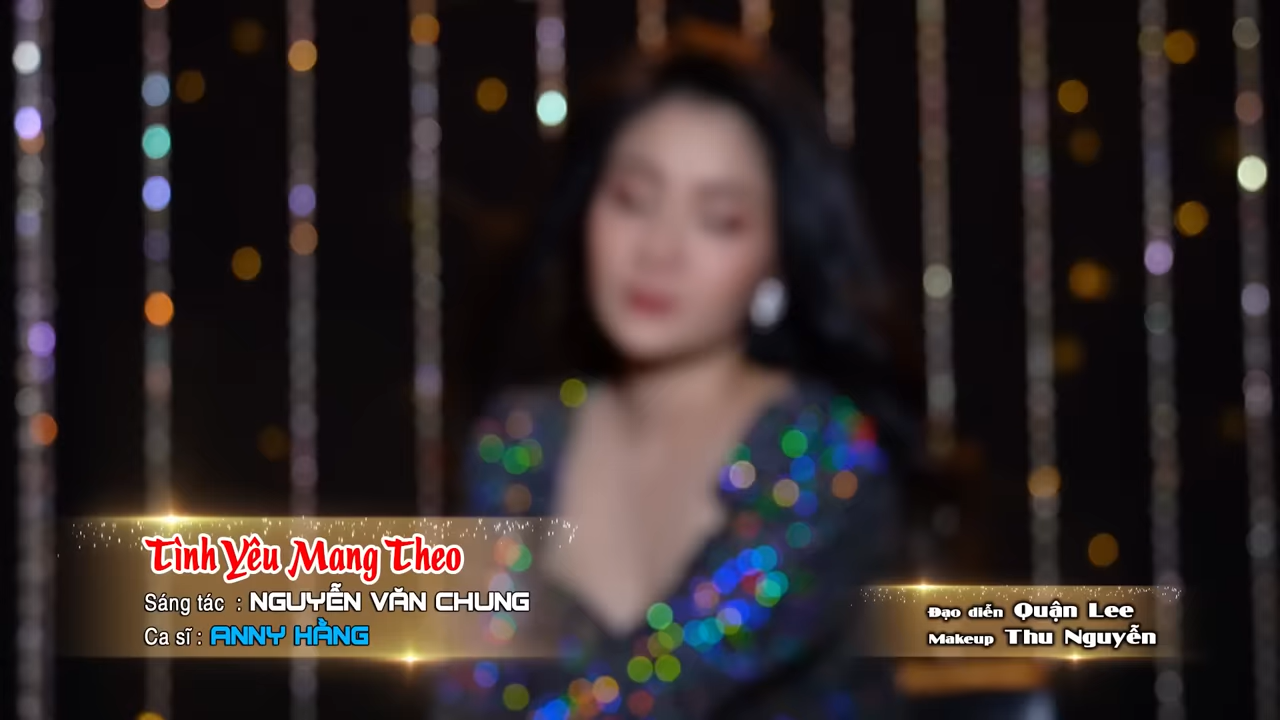 Tình Yêu Mang Theo
Sáng tác : NGUYỄN VĂN CHUNG
Ca sĩ : ANNY HẰNG
Đạo diễn Quận Lee
Makeup Thu Nguyễn